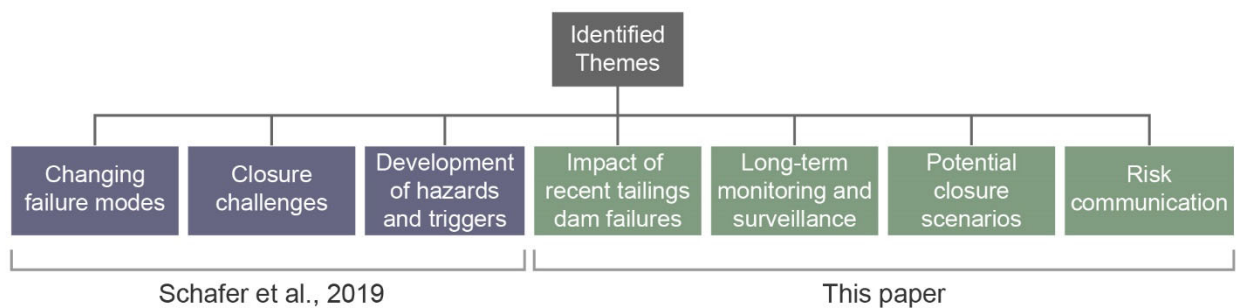 Identified
Themes
Changing
failure modes
Closure
challenges
Development
of hazards
and triggers
Impact of
recent tailings
dam failures
Long-term
monitoring and
surveillance
Potential
closure
scenarios
Risk
communication
Schafer et al., 2019
This paper